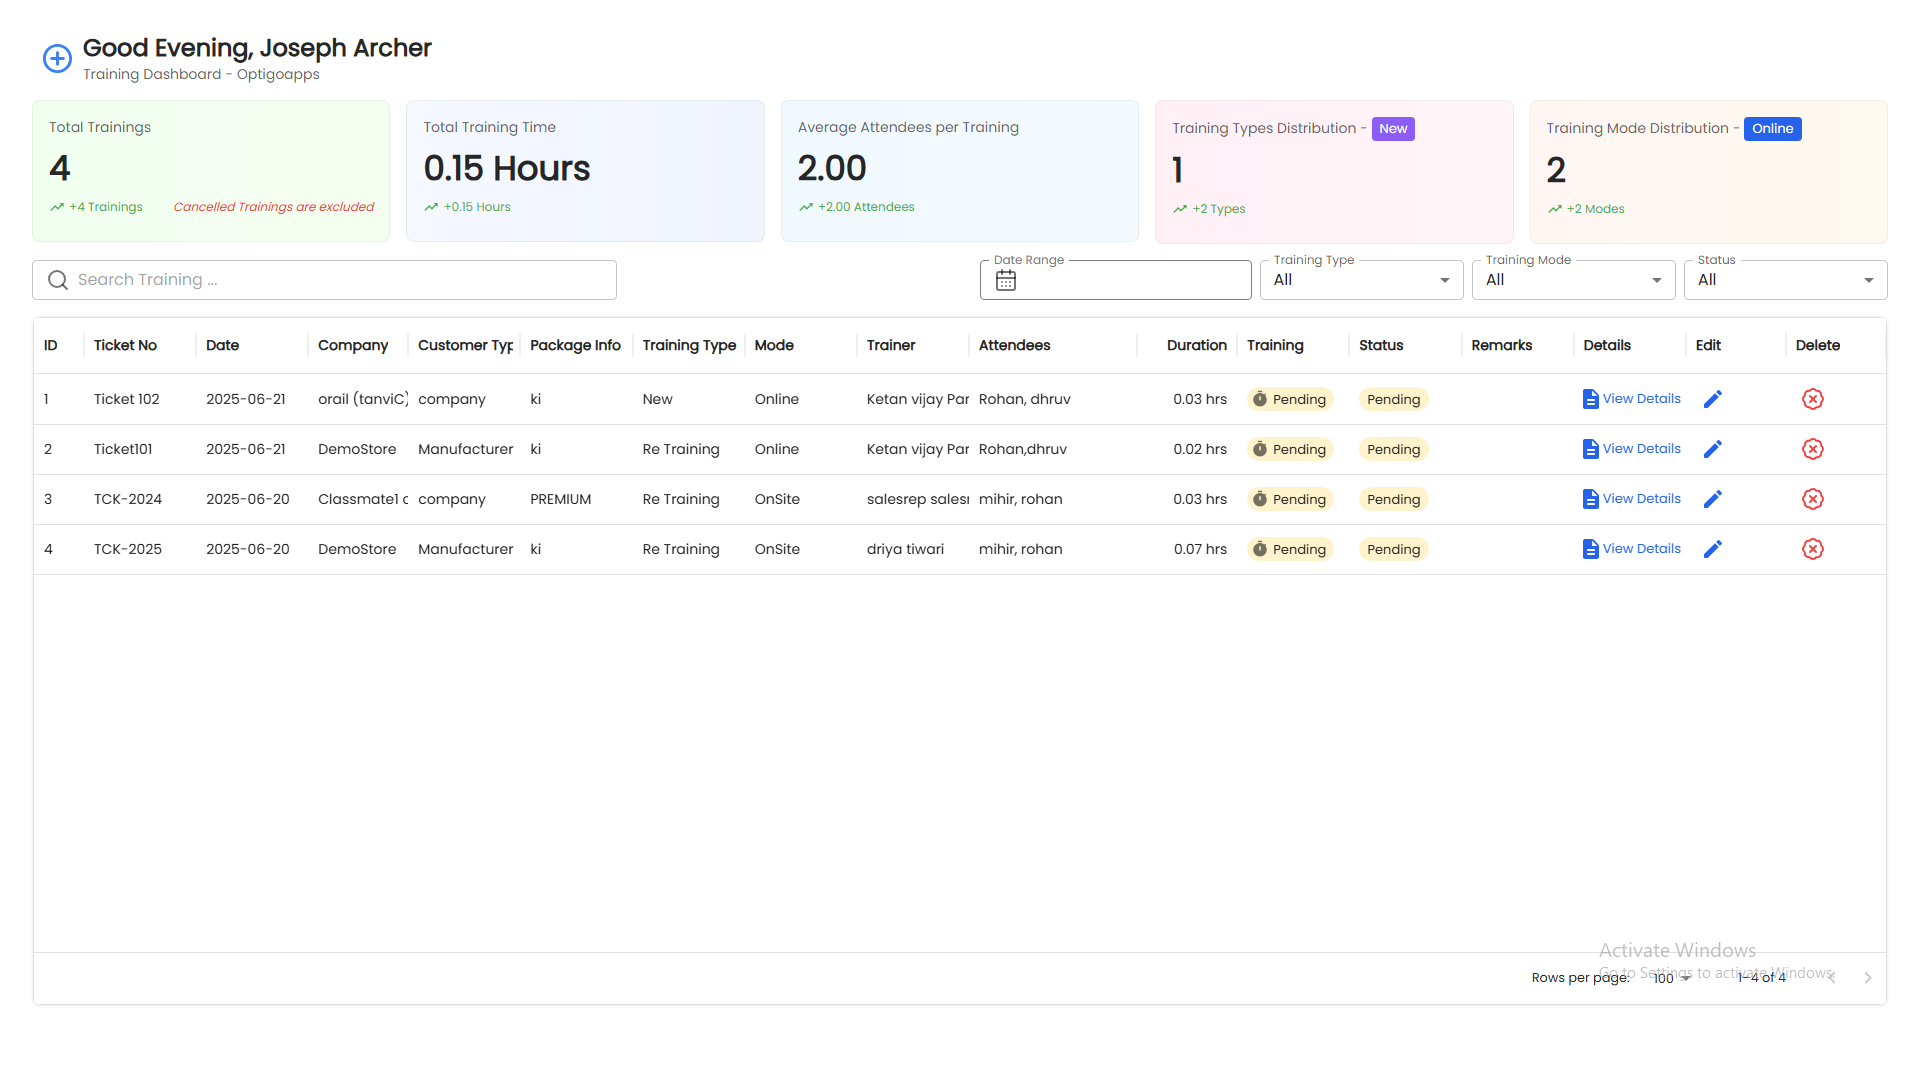 Good Evening, Joseph Archer
Training Dashboard - Optigoapps
Total Trainings
4
+4 Trainings Cancelled Trainings are excluded
Total Training Time
0.15 Hours
+0.15 Hours
Average Attendees per Training
2.00
+2.00 Attendees
Training Types Distribution - New
1
+2 Types
Training Mode Distribution - Online
2
+2 Modes
Search Training ...
Date Range
Training Type
All
Training Mode
All
Status
All
ID Ticket No Date Company Customer Typ Package Info Training Type Mode Trainer Attendees Duration Training Status Remarks Details Edit Delete
1 Ticket 102 2025-06-21 orail (tanviC) company ki New Online Ketan vijay Par Rohan, dhruv 0.03 hrs Pending Pending View Details
2 Ticket101 2025-06-21 DemoStore Manufacturer ki Re Training Online Ketan vijay Par Rohan,dhruv 0.02 hrs Pending Pending View Details
3 TCK-2024 2025-06-20 Classmate1 c company PREMIUM Re Training OnSite salesrep salesr mihir, rohan 0.03 hrs Pending Pending View Details
4 TCK-2025 2025-06-20 DemoStore Manufacturer ki Re Training OnSite driya tiwari mihir, rohan 0.07 hrs Pending Pending View Details
Activate Windows
Go to Settings to activate Windows.
Rows per page: 100 1–4 of 4